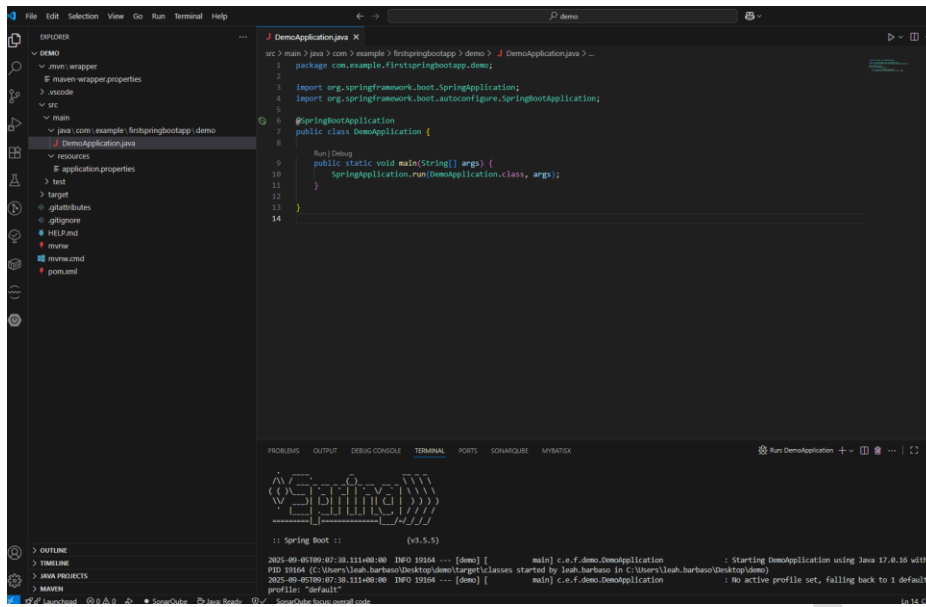 File Edit Selection View Go Run Terminal Help
demo
EXPLORER
DEMO
.mvn\wrapper
maven-wrapper.properties
.vscode
src
main
java\com\example\firstspringbootapp\demo
DemoApplication.java
resources
application.properties
test
target
.gitattributes
.gitignore
HELP.md
mvnw
mvnw.cmd
pom.xml
OUTLINE
TIMELINE
JAVA PROJECTS
MAVEN
DemoApplication.java
src > main > java > com > example > firstspringbootapp > demo > DemoApplication.java > ...
1 package com.example.firstspringbootapp.demo;
2
3 import org.springframework.boot.SpringApplication;
4 import org.springframework.boot.autoconfigure.SpringBootApplication;
5
6 @SpringBootApplication
7 public class DemoApplication {
8
Run | Debug
9 public static void main(String[] args) {
10 SpringApplication.run(DemoApplication.class, args);
11 }
12
13 }
14
PROBLEMS OUTPUT DEBUG CONSOLE TERMINAL PORTS SONARQUBE MYBATISX
Run: DemoApplication
:: Spring Boot :: (v3.5.5)
2025-09-05T09:07:38.111+08:00 INFO 19164 --- [demo] [ main] c.e.f.demo.DemoApplication : Starting DemoApplication using Java 17.0.16 with
PID 19164 (C:\Users\leah.barbaso\Desktop\demo\target\classes started by leah.barbaso in C:\Users\leah.barbaso\Desktop\demo)
2025-09-05T09:07:38.111+08:00 INFO 19164 --- [demo] [ main] c.e.f.demo.DemoApplication : No active profile set, falling back to 1 default
profile: "default"
Launchpad 0 0 SonarQube Java: Ready SonarQube focus: overall code Ln 14, C